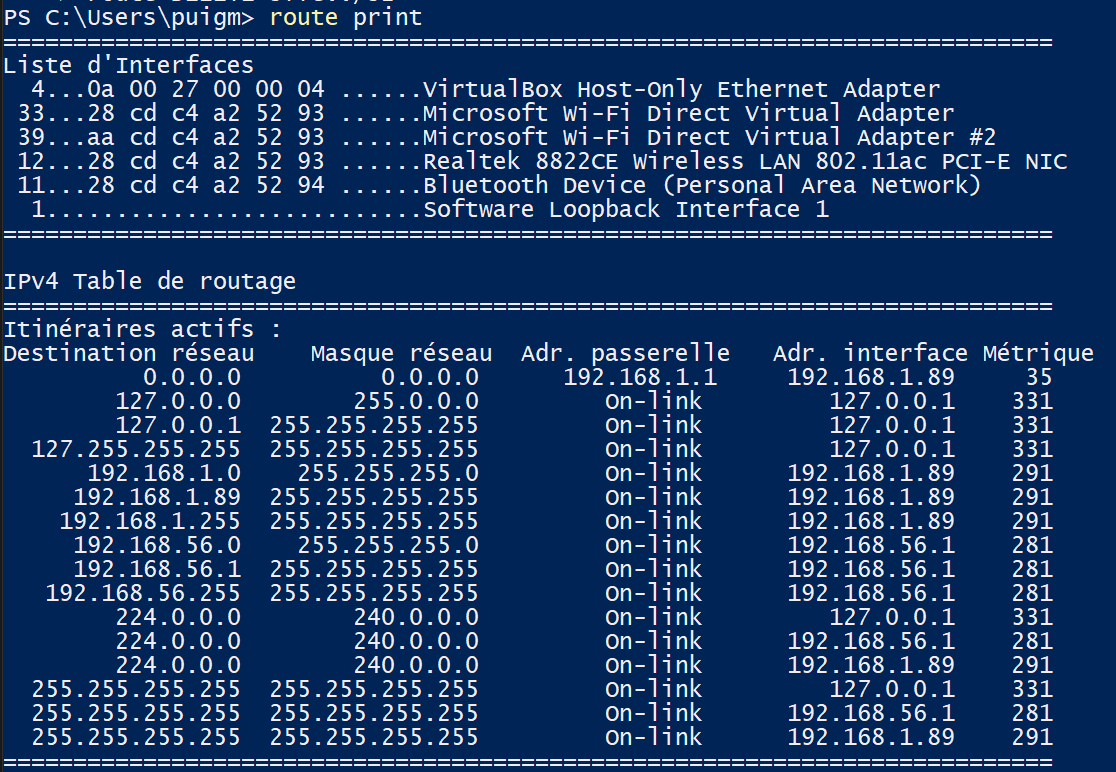 PS C:\Users\puigm> route print
===========================================================================
Liste d'Interfaces
  4...0a 00 27 00 00 04 ......VirtualBox Host-Only Ethernet Adapter
 33...28 cd c4 a2 52 93 ......Microsoft Wi-Fi Direct Virtual Adapter
 39...aa cd c4 a2 52 93 ......Microsoft Wi-Fi Direct Virtual Adapter #2
 12...28 cd c4 a2 52 93 ......Realtek 8822CE Wireless LAN 802.11ac PCI-E NIC
 11...28 cd c4 a2 52 94 ......Bluetooth Device (Personal Area Network)
  1...........................Software Loopback Interface 1
===========================================================================

IPv4 Table de routage
===========================================================================
Itinéraires actifs :
Destination réseau    Masque réseau  Adr. passerelle   Adr. interface Métrique
          0.0.0.0          0.0.0.0      192.168.1.1     192.168.1.89     35
        127.0.0.0        255.0.0.0         On-link         127.0.0.1    331
        127.0.0.1  255.255.255.255         On-link         127.0.0.1    331
  127.255.255.255  255.255.255.255         On-link         127.0.0.1    331
      192.168.1.0    255.255.255.0         On-link      192.168.1.89    291
     192.168.1.89  255.255.255.255         On-link      192.168.1.89    291
    192.168.1.255  255.255.255.255         On-link      192.168.1.89    291
     192.168.56.0    255.255.255.0         On-link      192.168.56.1    281
     192.168.56.1  255.255.255.255         On-link      192.168.56.1    281
   192.168.56.255  255.255.255.255         On-link      192.168.56.1    281
        224.0.0.0        240.0.0.0         On-link         127.0.0.1    331
        224.0.0.0        240.0.0.0         On-link      192.168.56.1    281
        224.0.0.0        240.0.0.0         On-link      192.168.1.89    291
  255.255.255.255  255.255.255.255         On-link         127.0.0.1    331
  255.255.255.255  255.255.255.255         On-link      192.168.56.1    281
  255.255.255.255  255.255.255.255         On-link      192.168.1.89    291
===========================================================================